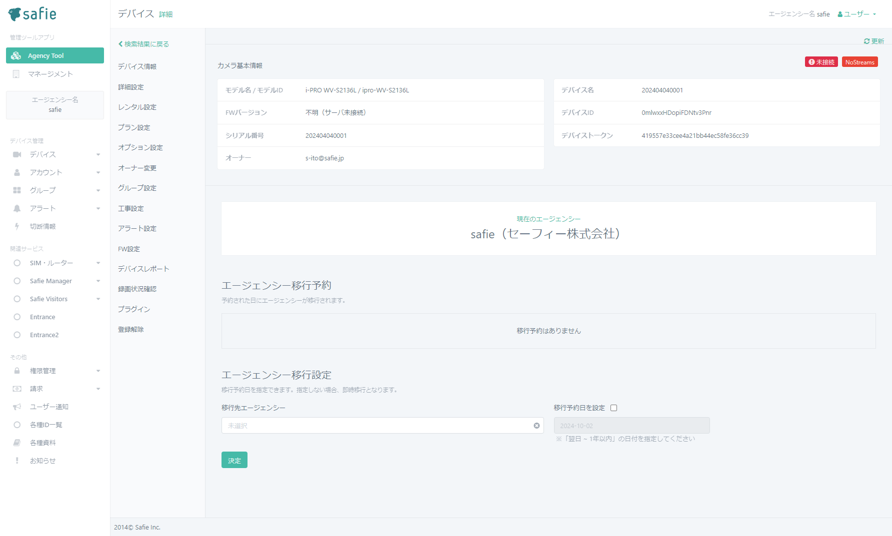 safie
管理ツールアプリ
Agency Tool
マネージメント
エージェンシー名
safie
デバイス管理
デバイス
アカウント
グループ
アラート
切断情報
関連サービス
SIM・ルーター
Safie Manager
Safie Visitors
Entrance
Entrance2
その他
権限管理
請求
ユーザー通知
各種ID一覧
各種資料
お知らせ
デバイス 詳細
エージェンシー名 safie
ユーザー
検索結果に戻る
デバイス情報
詳細設定
レンタル設定
プラン設定
オプション設定
オーナー変更
グループ設定
工事設定
アラート設定
FW設定
デバイスレポート
録画状況確認
プラグイン
登録解除
更新
カメラ基本情報
未接続 NoStreams
モデル名 / モデルID i-PRO WV-S2136L / ipro-WV-S2136L
FWバージョン 不明（サーバ未接続）
シリアル番号 202404040001
オーナー s-ito@safie.jp
デバイス名 202404040001
デバイスID 0mlwxxHDopiFDNtv3Pnr
デバイストークン 419557e33cee4a21bb44ec58fe36cc39
現在のエージェンシー
safie（セーフィー株式会社）
エージェンシー移行予約
予約された日にエージェンシーが移行されます。
移行予約はありません
エージェンシー移行設定
移行予約日を指定できます。指定しない場合、即時移行となります。
移行先エージェンシー
未選択
移行予約日を設定
2024-10-02
※「翌日 ~ 1年以内」の日付を指定してください
決定
2014© Safie Inc.